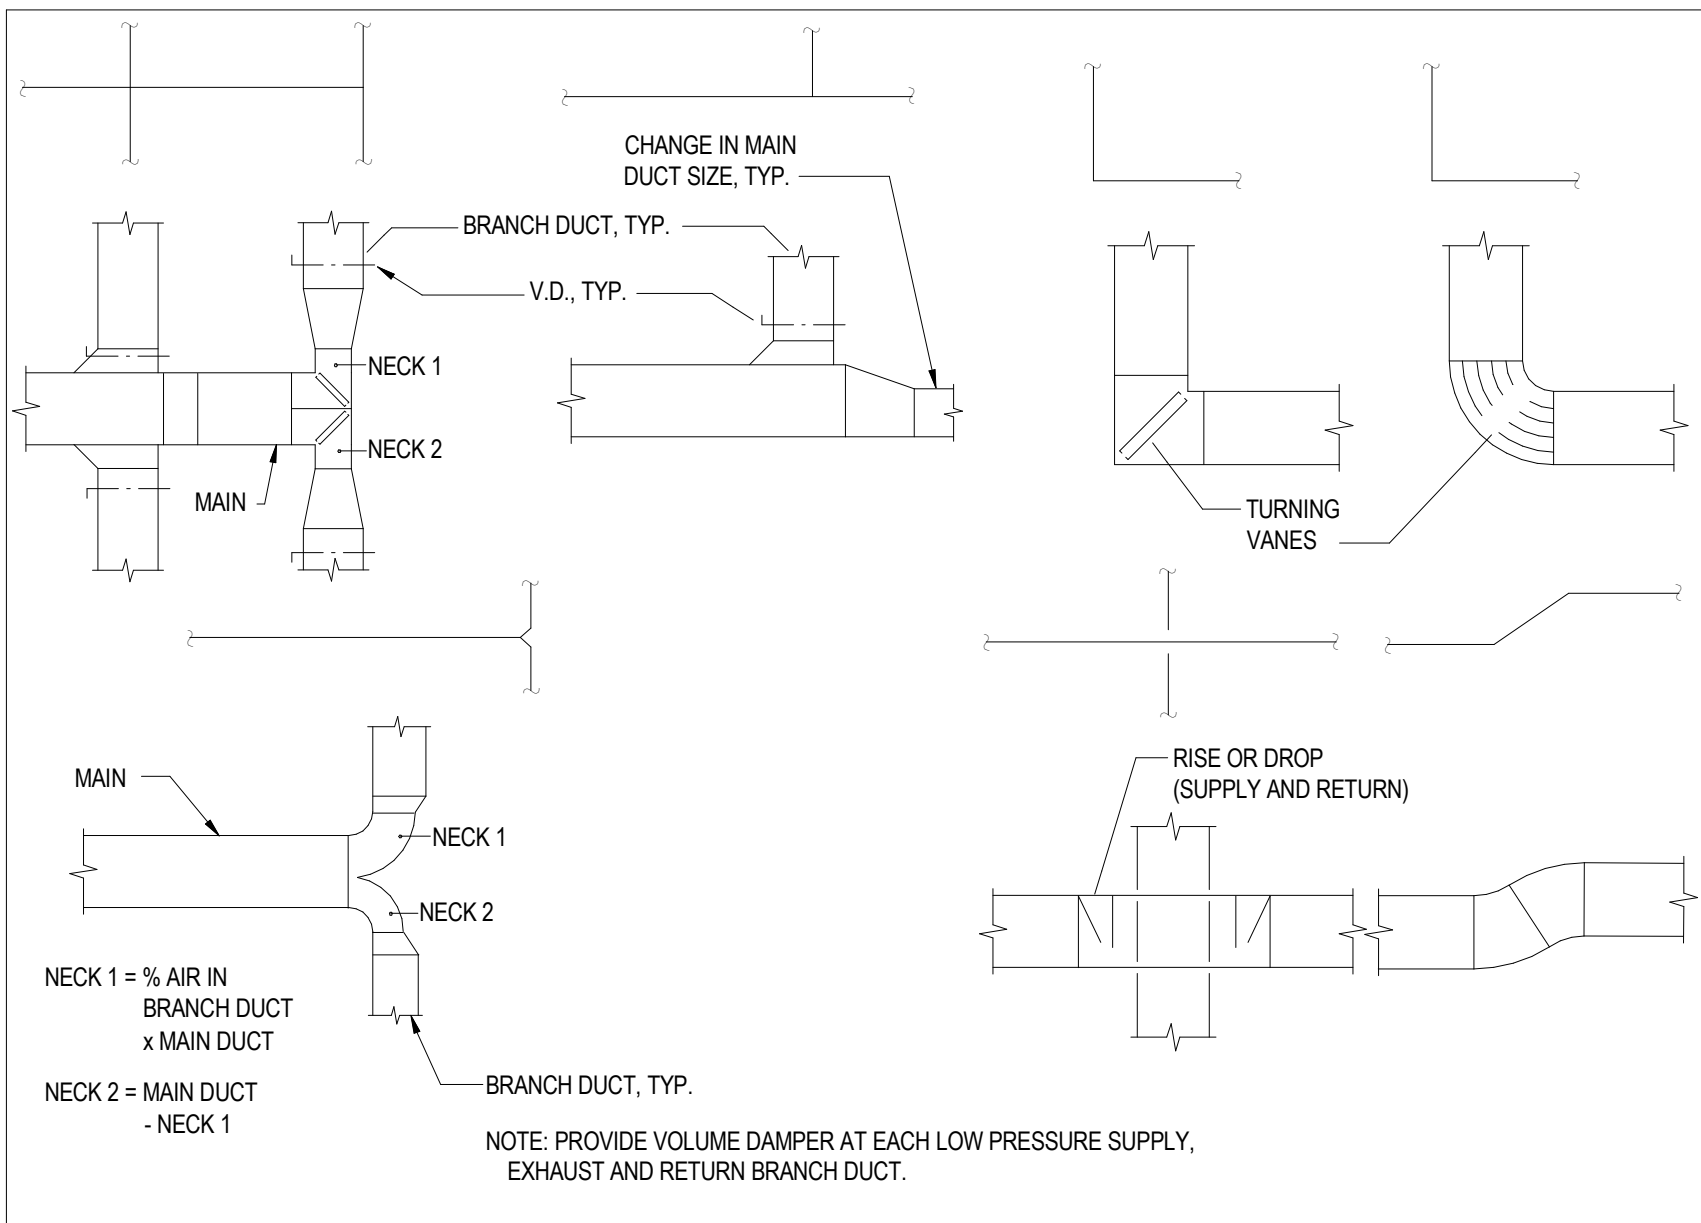 CHANGE IN MAIN
DUCT SIZE, TYP.
BRANCH DUCT, TYP.
V.D., TYP.
NECK 1
NECK 2
MAIN
TURNING
VANES
MAIN
NECK 1
NECK 2
RISE OR DROP
(SUPPLY AND RETURN)
NECK 1 = % AIR IN
BRANCH DUCT
x MAIN DUCT
NECK 2 = MAIN DUCT
- NECK 1
BRANCH DUCT, TYP.
NOTE: PROVIDE VOLUME DAMPER AT EACH LOW PRESSURE SUPPLY,
EXHAUST AND RETURN BRANCH DUCT.